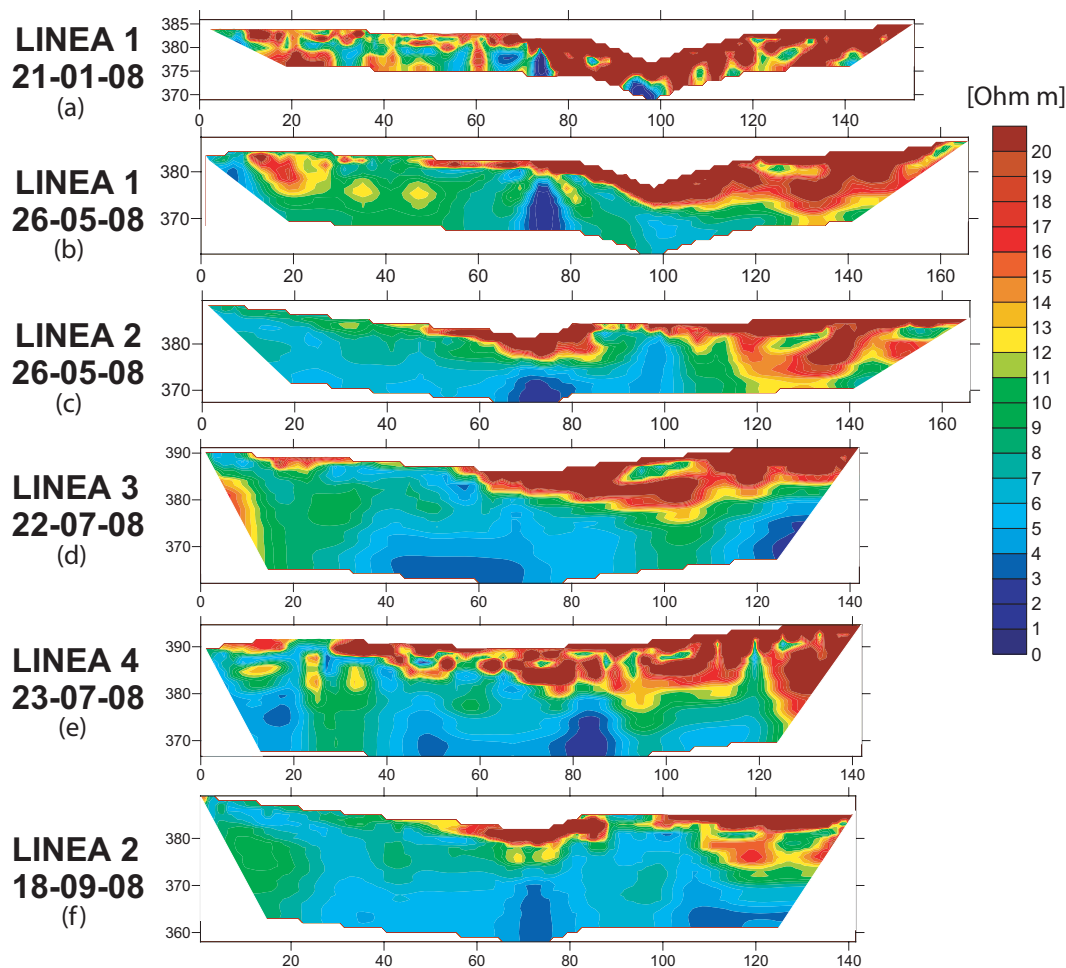 LINEA 1
21-01-08
(a)
385
380
375
370
0 20 40 60 80 100 120 140
[Ohm m]
LINEA 1
26-05-08
(b)
380
370
0 20 40 60 80 100 120 140 160
LINEA 2
26-05-08
(c)
380
370
0 20 40 60 80 100 120 140 160
LINEA 3
22-07-08
(d)
390
380
370
0 20 40 60 80 100 120 140
LINEA 4
23-07-08
(e)
390
380
370
0 20 40 60 80 100 120 140
LINEA 2
18-09-08
(f)
380
370
360
20 40 60 80 100 120 140
20
19
18
17
16
15
14
13
12
11
10
9
8
7
6
5
4
3
2
1
0